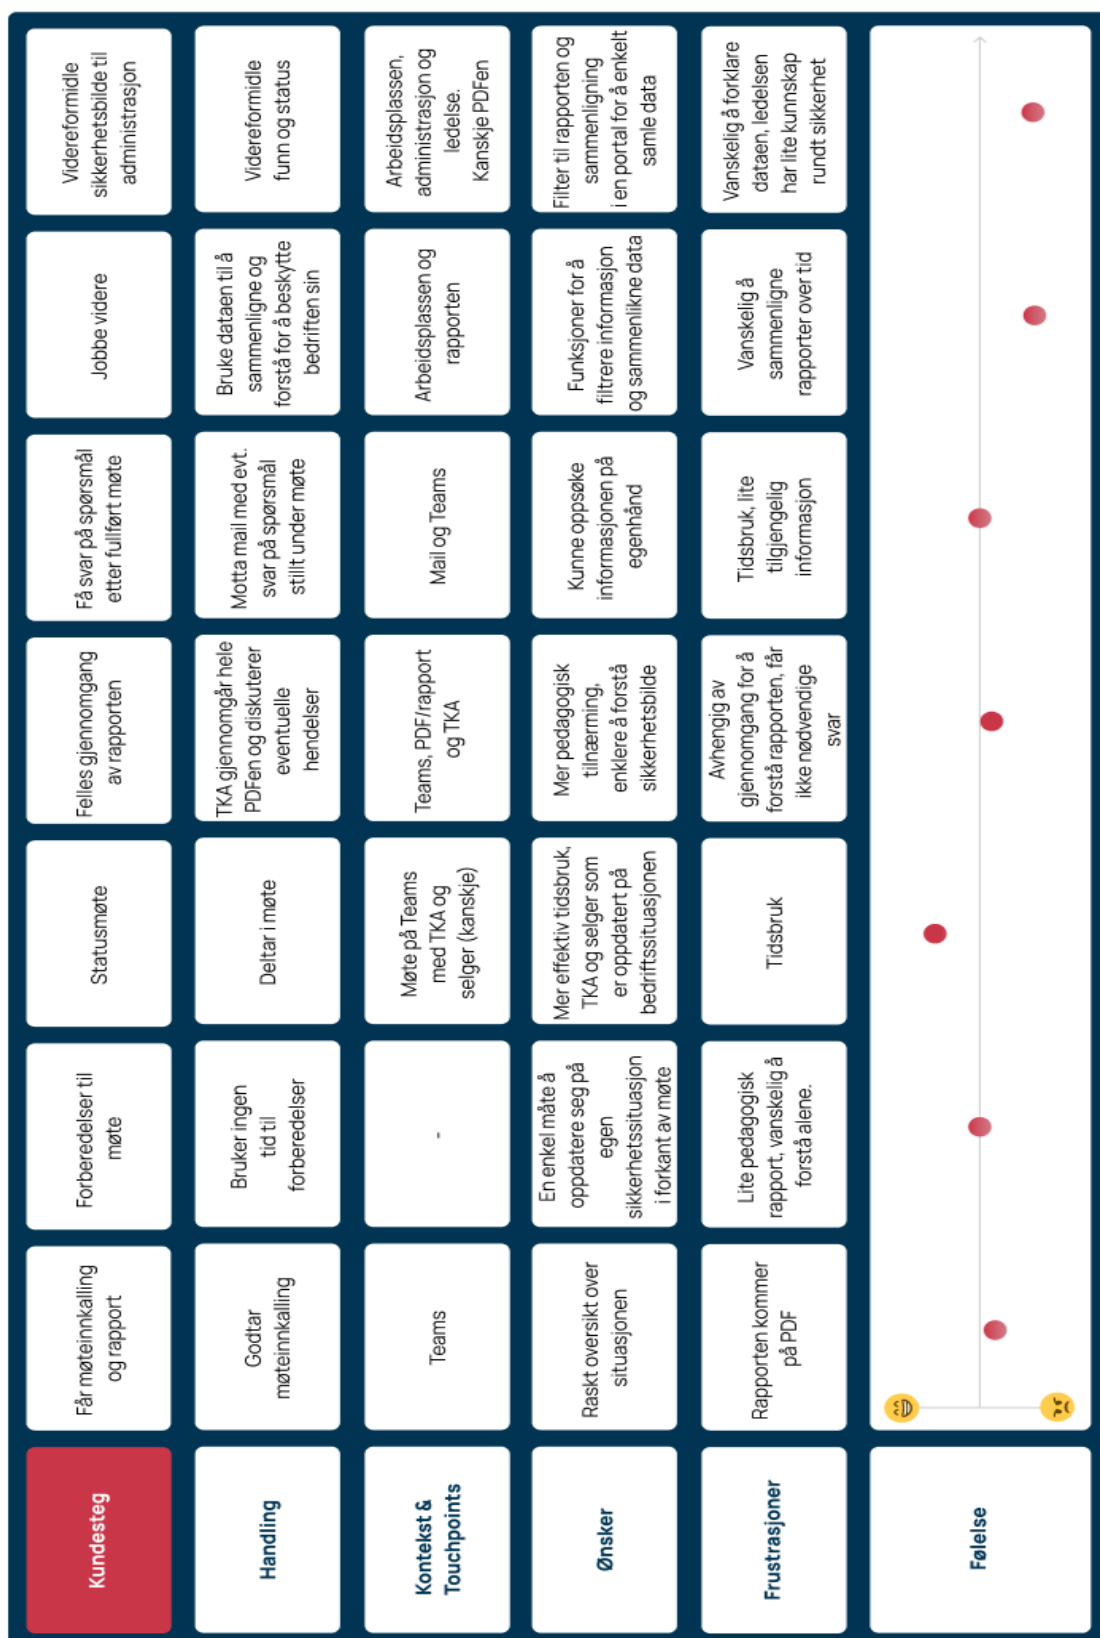 Kundesteg
Får møteinnkalling
og rapport
Forberedelser til
møte
Statusmøte
Felles gjennomgang
av rapporten
Få svar på spørsmål
etter fullført møte
Jobbe videre
Videreformidle
sikkerhetsbilde til
administrasjon
Handling
Godtar
møteinnkalling
Bruker ingen
tid til
forberedelser
Deltar i møte
TKA gjennomgår hele
PDFen og diskuterer
eventuelle
hendelser
Motta mail med evt.
svar på spørsmål
stillt under møte
Bruke dataen til å
sammenligne og
forstå for å beskytte
bedriften sin
Videreformidle
funn og status
Kontekst &
Touchpoints
Teams
-
Møte på Teams
med TKA og
selger (kanskje)
Teams, PDF/rapport
og TKA
Mail og Teams
Arbeidsplassen og
rapporten
Arbeidsplassen,
administrasjon og
ledelse.
Kanskje PDFen
Ønsker
Raskt oversikt over
situasjonen
En enkel måte å
oppdatere seg på
egen
sikkerhetssituasjon
i forkant av møte
Mer effektiv tidsbruk,
TKA og selger som
er oppdatert på
bedriftssituasjonen
Mer pedagogisk
tilnærming,
enklere å forstå
sikkerhetsbilde
Kunne oppsøke
informasjonen på
egenhånd
Funksjoner for å
filtrere informasjon
og sammenlikne data
Filter til rapporten og
sammenligning
i en portal for å enkelt
samle data
Frustrasjoner
Rapporten kommer
på PDF
Lite pedagogisk
rapport, vanskelig å
forstå alene.
Tidsbruk
Avhengig av
gjennomgang for å
forstå rapporten, får
ikke nødvendige
svar
Tidsbruk, lite
tilgjengelig
informasjon
Vanskelig å
sammenligne
rapporter over tid
Vanskelig å forklare
dataen, ledelsen
har lite kunnskap
rundt sikkerhet
Følelse